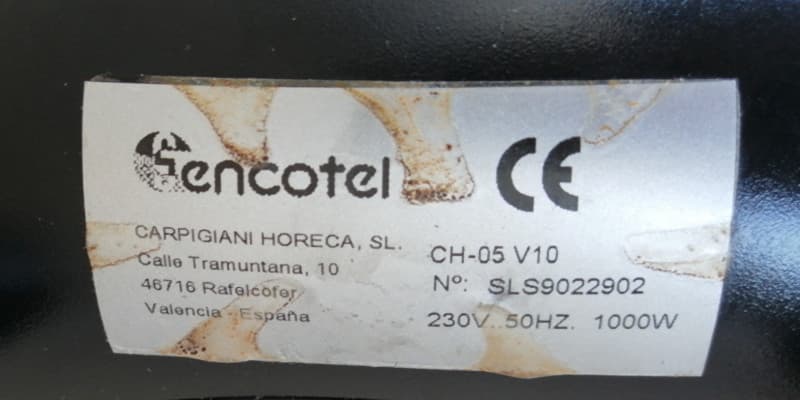 Sencotel CE
CARPIGIANI HORECA, SL.
Calle Tramuntana, 10
46716 Rafelcofer
Valencia - España
CH-05 V10
Nº: SLS9022902
230V. 50HZ. 1000W